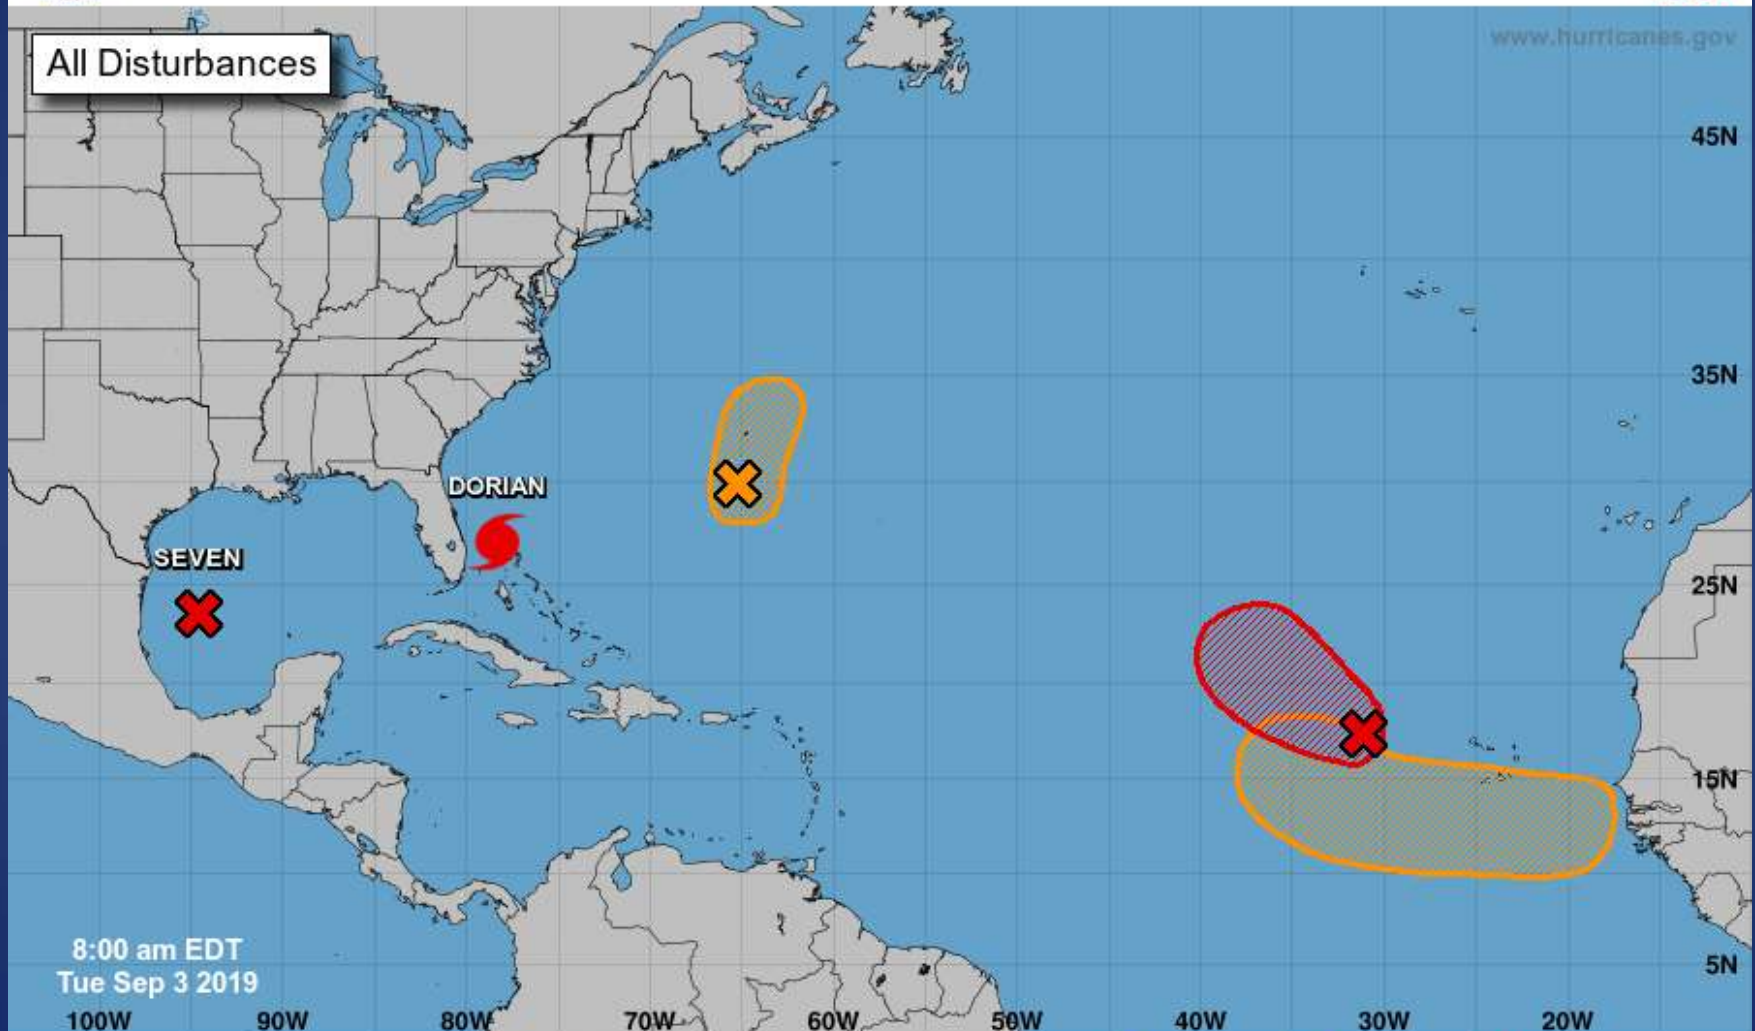 www.hurricanes.gov
All Disturbances
45N
35N
DORIAN
SEVEN
25N
15N
8:00 am EDT
Tue Sep 3 2019
5N
100W 90W 80W 70W 60W 50W 40W 30W 20W